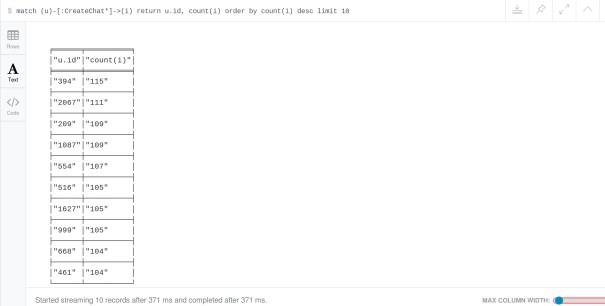 $ match (u)-[:CreateChat*]->(i) return u.id, count(i) order by count(i) desc limit 10
Rows
A
Text
</>
Code
"u.id" "count(i)"
"394" "115"
"2067" "111"
"209" "109"
"1087" "109"
"554" "107"
"516" "105"
"1627" "105"
"999" "105"
"668" "104"
"461" "104"
Started streaming 10 records after 371 ms and completed after 371 ms.
MAX COLUMN WIDTH: